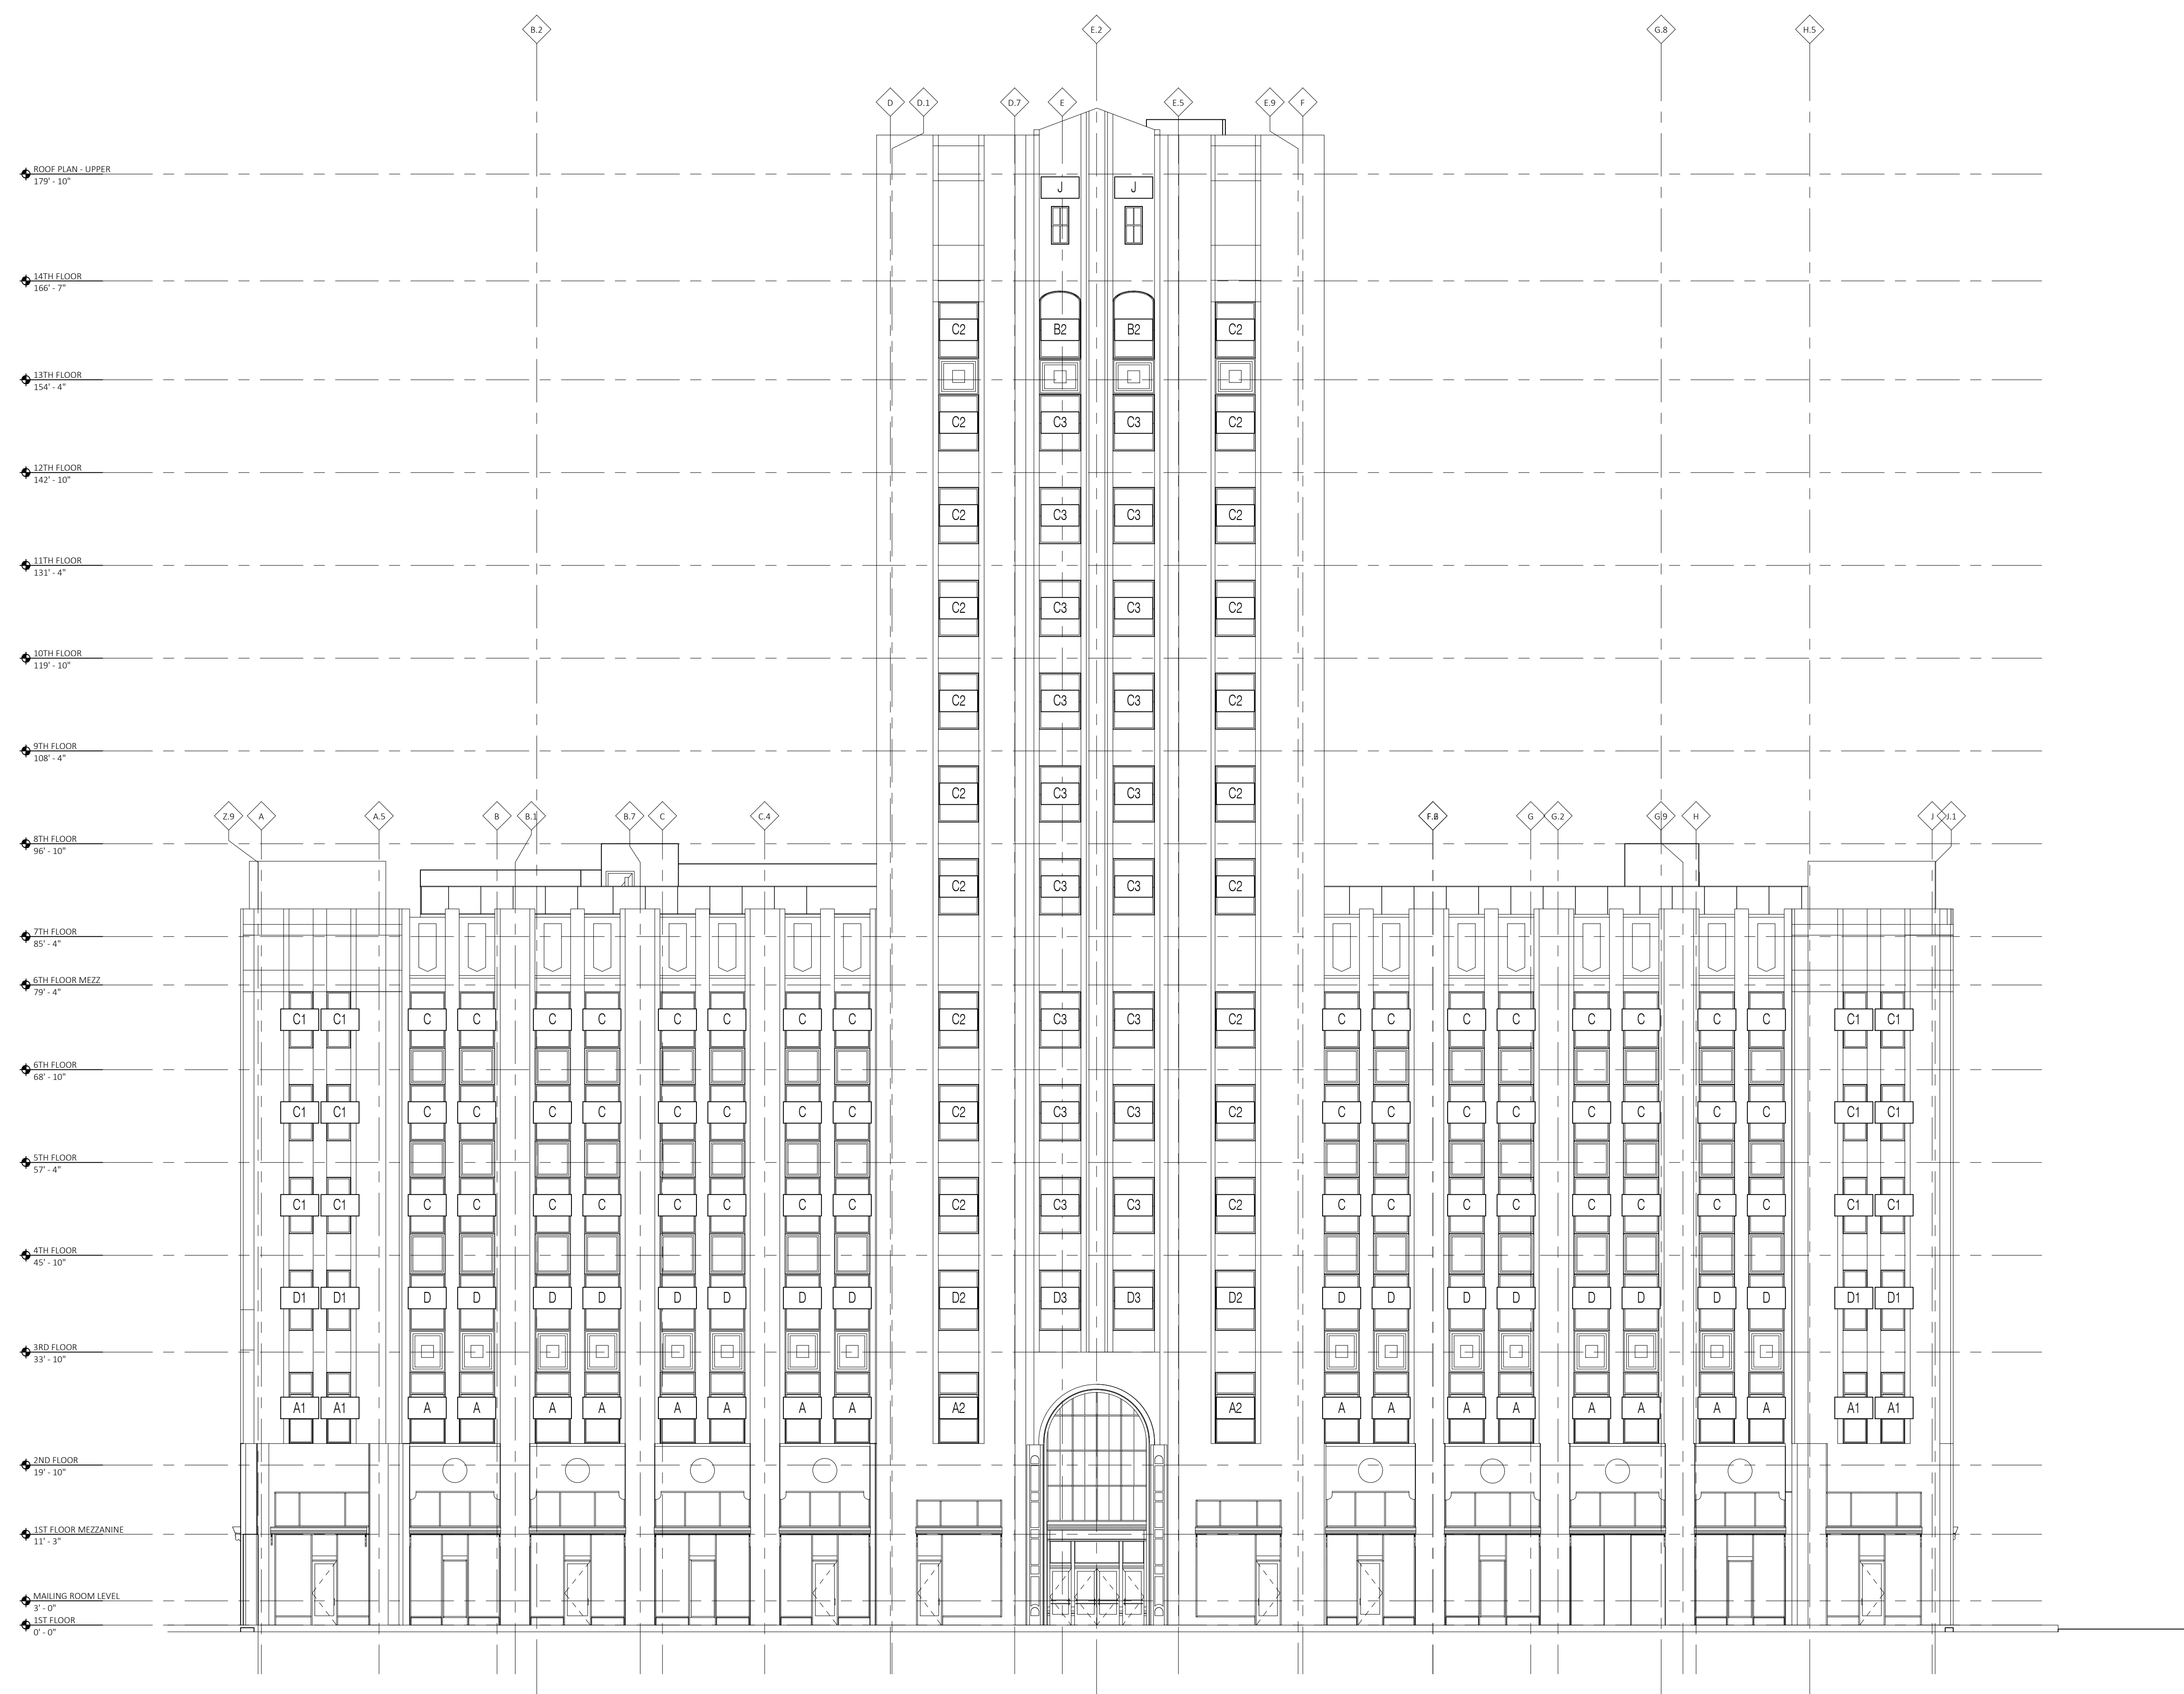 B.2 E.2 G.8 H.5
D D.1 D.7 E E.5 E.9 F
ROOF PLAN - UPPER
179' - 10"
J J
14TH FLOOR
166' - 7"
C2 B2 B2 C2
13TH FLOOR
154' - 4"
C2 C3 C3 C2
12TH FLOOR
142' - 10"
C2 C3 C3 C2
11TH FLOOR
131' - 4"
C2 C3 C3 C2
10TH FLOOR
119' - 10"
C2 C3 C3 C2
9TH FLOOR
108' - 4"
C2 C3 C3 C2
Z.9 A A.5 B B.1 B.7 C C.4 G G.2 G.9 H J J.1
8TH FLOOR
96' - 10"
C2 C3 C3 C2
7TH FLOOR
85' - 4"
6TH FLOOR MEZZ
79' - 4"
C1 C1 C C C C C C C C C2 C3 C3 C2 C C C C C C C C C1 C1
6TH FLOOR
68' - 10"
C1 C1 C C C C C C C C C2 C3 C3 C2 C C C C C C C C C1 C1
5TH FLOOR
57' - 4"
C1 C1 C C C C C C C C C2 C3 C3 C2 C C C C C C C C C1 C1
4TH FLOOR
45' - 10"
D1 D1 D D D D D D D D D2 D3 D3 D2 D D D D D D D D D1 D1
3RD FLOOR
33' - 10"
A1 A1 A A A A A A A A A2 A2 A A A A A A A A A1 A1
2ND FLOOR
19' - 10"
1ST FLOOR MEZZANINE
11' - 3"
MAILING ROOM LEVEL
3' - 0"
1ST FLOOR
0' - 0"